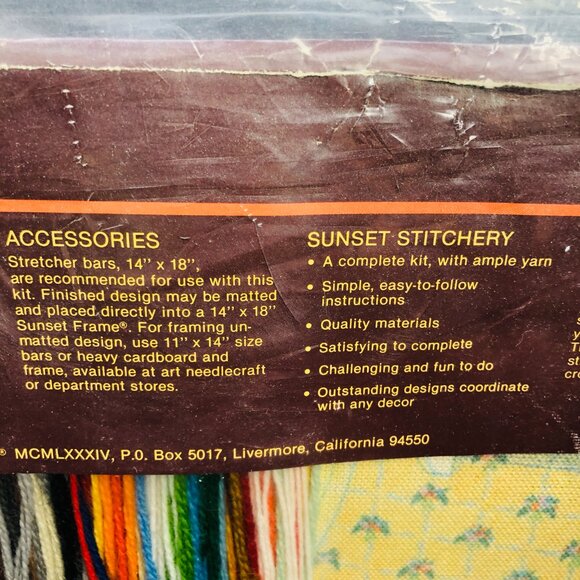 ACCESSORIES
Stretcher bars, 14" x 18",
are recommended for use with this
kit. Finished design may be matted
and placed directly into a 14" x 18"
Sunset Frame®. For framing un-
matted design, use 11" x 14" size
bars or heavy cardboard and
frame, available at art needlecraft
or department stores.
SUNSET STITCHERY
• A complete kit, with ample yarn
• Simple, easy-to-follow
instructions
• Quality materials
• Satisfying to complete
• Challenging and fun to do
• Outstanding designs coordinate
with any decor
® MCMLXXXIV, P.O. Box 5017, Livermore, California 94550